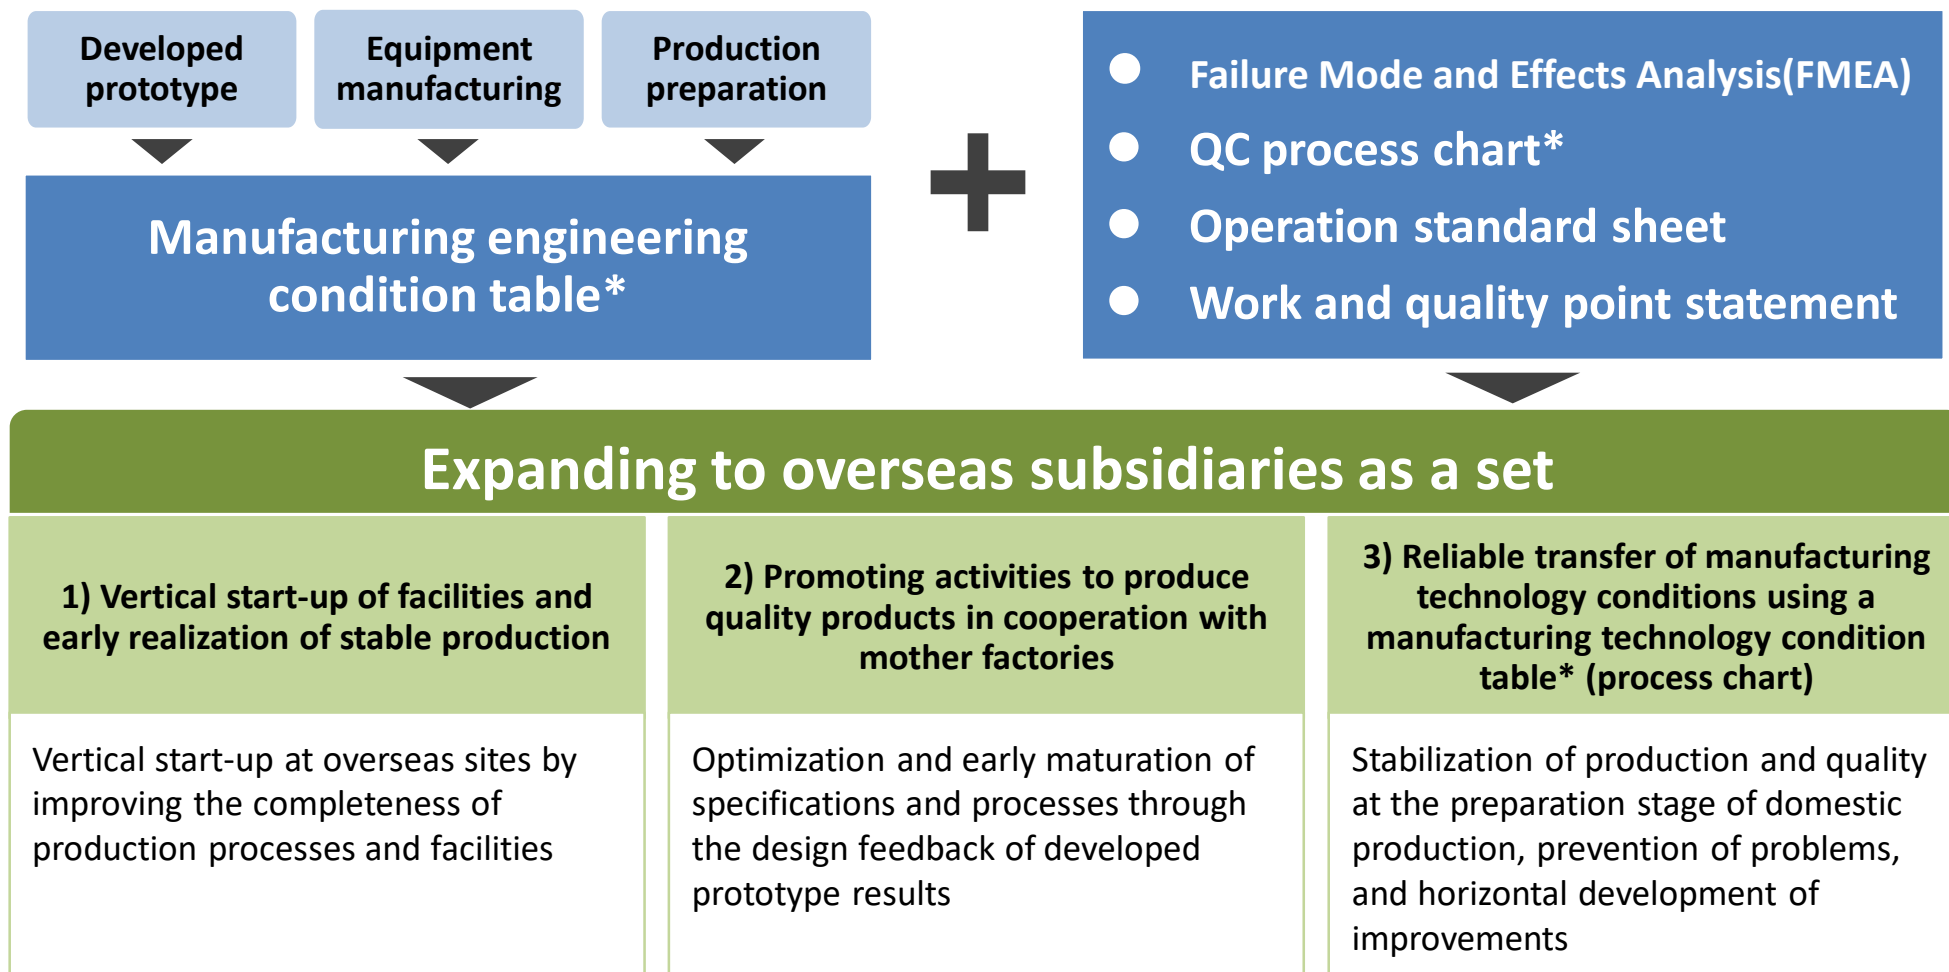 Developed
prototype
Equipment
manufacturing
Production
preparation
Manufacturing engineering
condition table*
● Failure Mode and Effects Analysis(FMEA)
● QC process chart*
● Operation standard sheet
● Work and quality point statement
Expanding to overseas subsidiaries as a set
1) Vertical start-up of facilities and
early realization of stable production
Vertical start-up at overseas sites by
improving the completeness of
production processes and facilities
2) Promoting activities to produce
quality products in cooperation with
mother factories
Optimization and early maturation of
specifications and processes through
the design feedback of developed
prototype results
3) Reliable transfer of manufacturing
technology conditions using a
manufacturing technology condition
table* (process chart)
Stabilization of production and quality
at the preparation stage of domestic
production, prevention of problems,
and horizontal development of
improvements